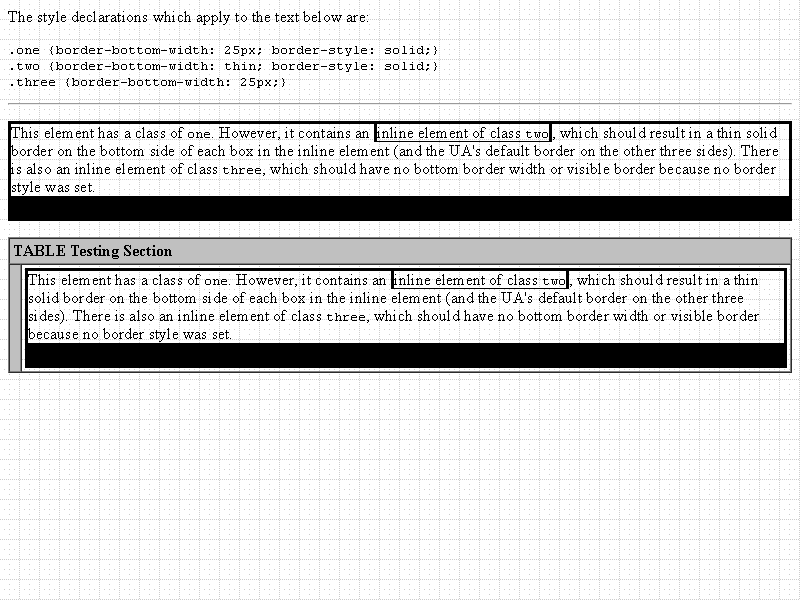 The style declarations which apply to the text below are:
.one {border-bottom-width: 25px; border-style: solid;}
.two {border-bottom-width: thin; border-style: solid;}
.three {border-bottom-width: 25px;}
This element has a class of one. However, it contains an inline element of class two, which should result in a thin solid
border on the bottom side of each box in the inline element (and the UA's default border on the other three sides). There
is also an inline element of class three, which should have no bottom border width or visible border because no border
style was set.
TABLE Testing Section
This element has a class of one. However, it contains an inline element of class two, which should result in a thin
solid border on the bottom side of each box in the inline element (and the UA's default border on the other three
sides). There is also an inline element of class three, which should have no bottom border width or visible border
because no border style was set.